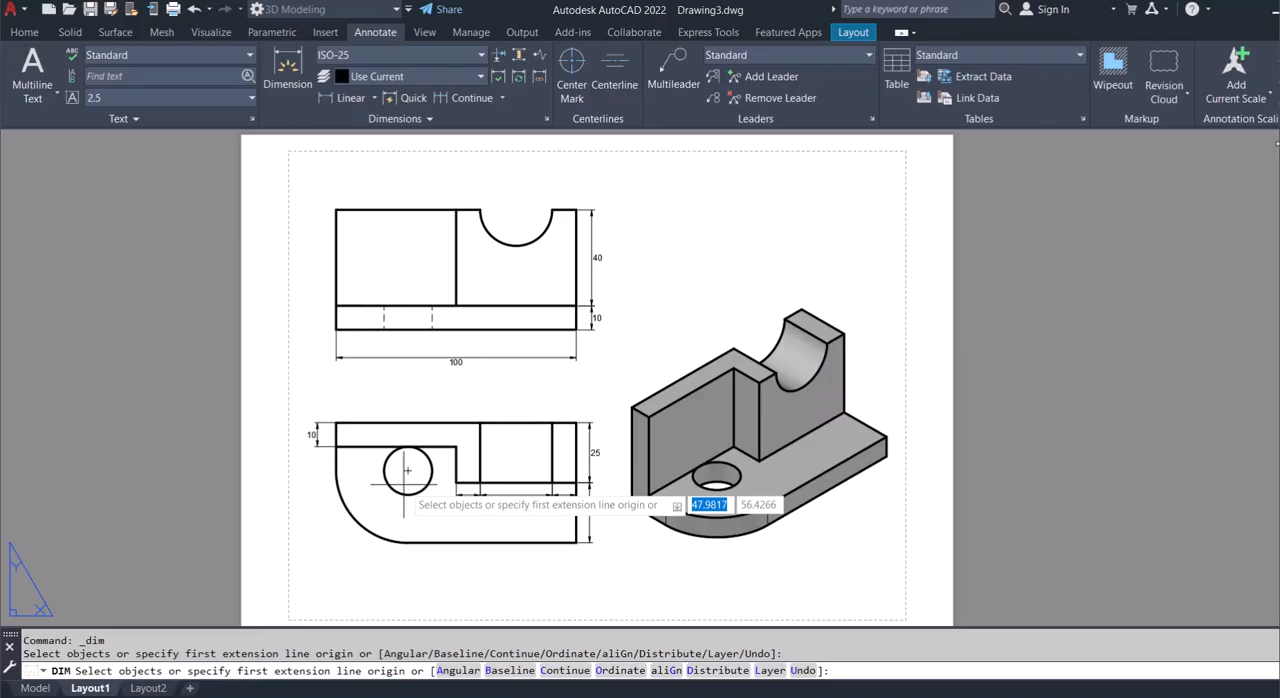 3D Modeling
Share
Autodesk AutoCAD 2022 Drawing3.dwg
Type a keyword or phrase
Sign In
Home Solid Surface Mesh Visualize Parametric Insert Annotate View Manage Output Add-ins Collaborate Express Tools Featured Apps Layout
A
Multiline
Text
ABC
Standard
Find text
2.5
Text
Dimension
ISO-25
Use Current
Linear Quick Continue
Dimensions
Center
Mark
Centerline
Centerlines
Multileader
Standard
Add Leader
Remove Leader
Leaders
Table
Standard
Extract Data
Link Data
Tables
Wipeout
Revision
Cloud
Markup
Add
Current Scale
Annotation Scali
40
10
100
10
25
Select objects or specify first extension line origin or 47.9817 56.4266
Y
X
Command: _dim
Select objects or specify first extension line origin or [Angular/Baseline/Continue/Ordinate/aliGn/Distribute/Layer/Undo]:
DIM Select objects or specify first extension line origin or [Angular Baseline Continue Ordinate aliGn Distribute Layer Undo]:
Model Layout1 Layout2 +